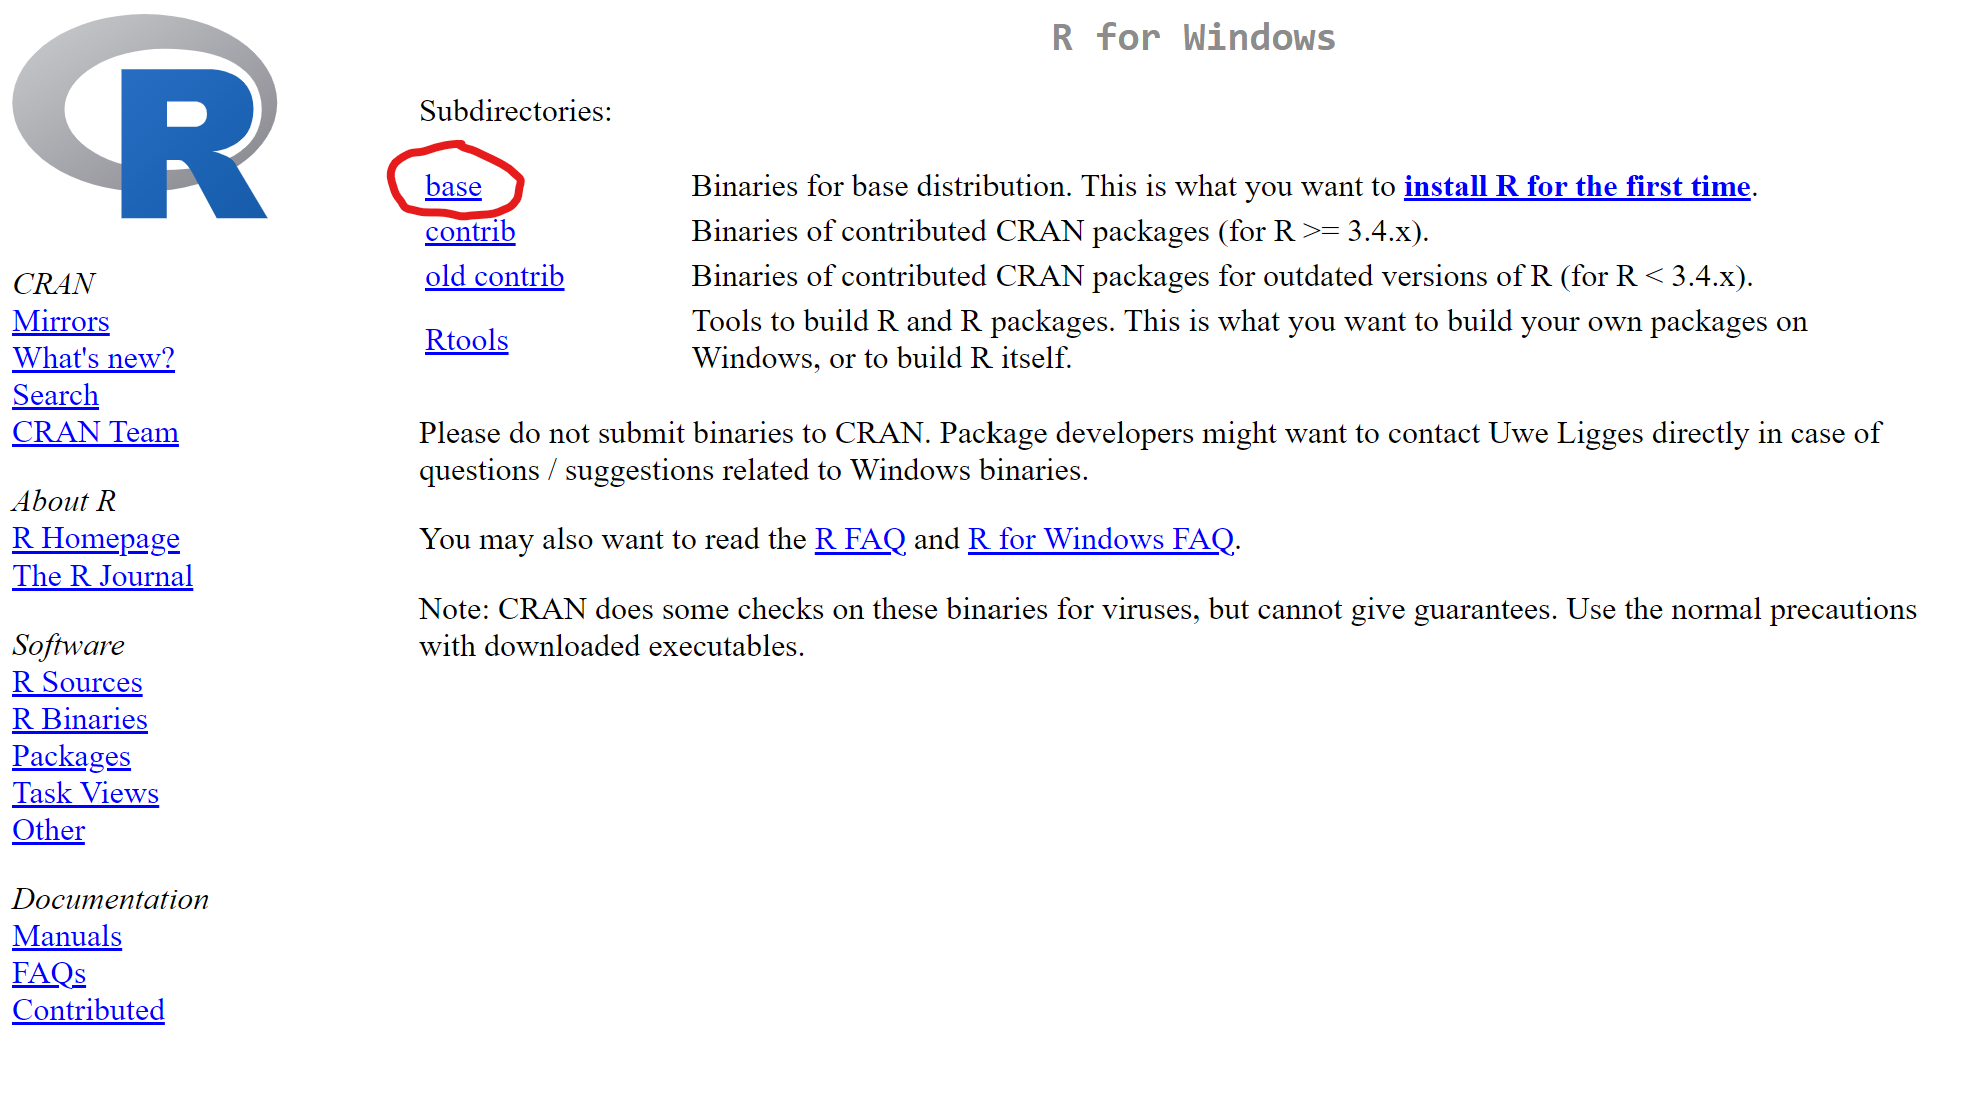 R
R for Windows
Subdirectories:
base Binaries for base distribution. This is what you want to install R for the first time.
contrib Binaries of contributed CRAN packages (for R >= 3.4.x).
old contrib Binaries of contributed CRAN packages for outdated versions of R (for R < 3.4.x).
Rtools Tools to build R and R packages. This is what you want to build your own packages on
Windows, or to build R itself.
Please do not submit binaries to CRAN. Package developers might want to contact Uwe Ligges directly in case of
questions / suggestions related to Windows binaries.
You may also want to read the R FAQ and R for Windows FAQ.
Note: CRAN does some checks on these binaries for viruses, but cannot give guarantees. Use the normal precautions
with downloaded executables.
CRAN
Mirrors
What's new?
Search
CRAN Team
About R
R Homepage
The R Journal
Software
R Sources
R Binaries
Packages
Task Views
Other
Documentation
Manuals
FAQs
Contributed